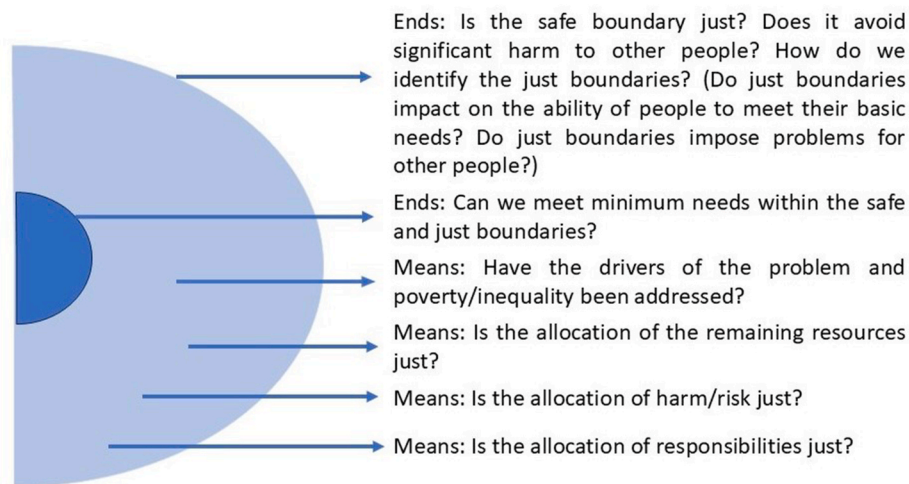 Ends: Is the safe boundary just? Does it avoid
significant harm to other people? How do we
identify the just boundaries? (Do just boundaries
impact on the ability of people to meet their basic
needs? Do just boundaries impose problems for
other people?)
Ends: Can we meet minimum needs within the safe
and just boundaries?
Means: Have the drivers of the problem and
poverty/inequality been addressed?
Means: Is the allocation of the remaining resources
just?
Means: Is the allocation of harm/risk just?
Means: Is the allocation of responsibilities just?